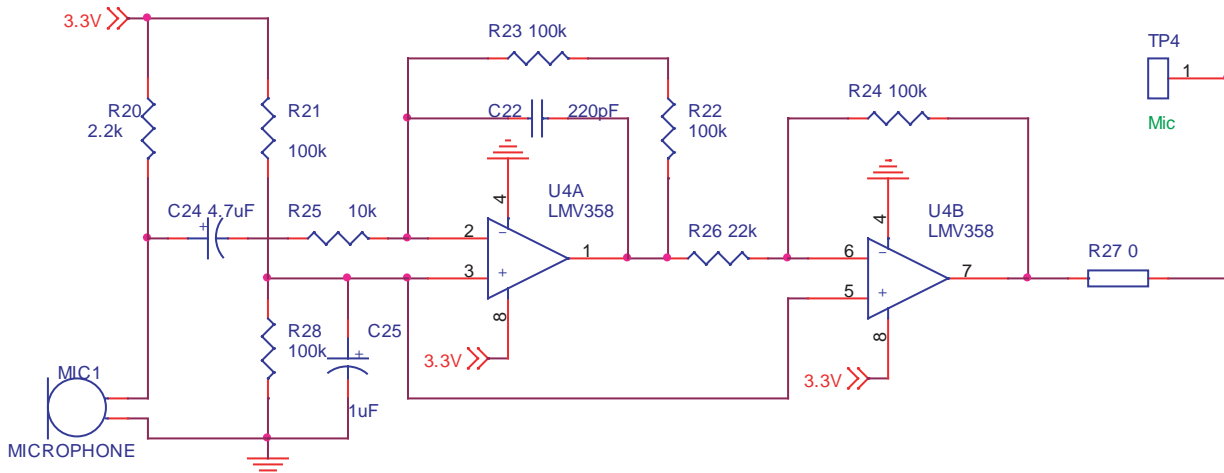 3.3V
R23 100k
TP4
1
R20
2.2k
R21
100k
C22
220pF
R22
100k
R24 100k
Mic
4
U4A
LMV358
C24 4.7uF
+
R25
10k
2
−
1
3
+
8
R26 22k
4
U4B
LMV358
6
−
7
5
+
8
R27 0
R28
100k
C25
+
1uF
3.3V
3.3V
MIC1
MICROPHONE